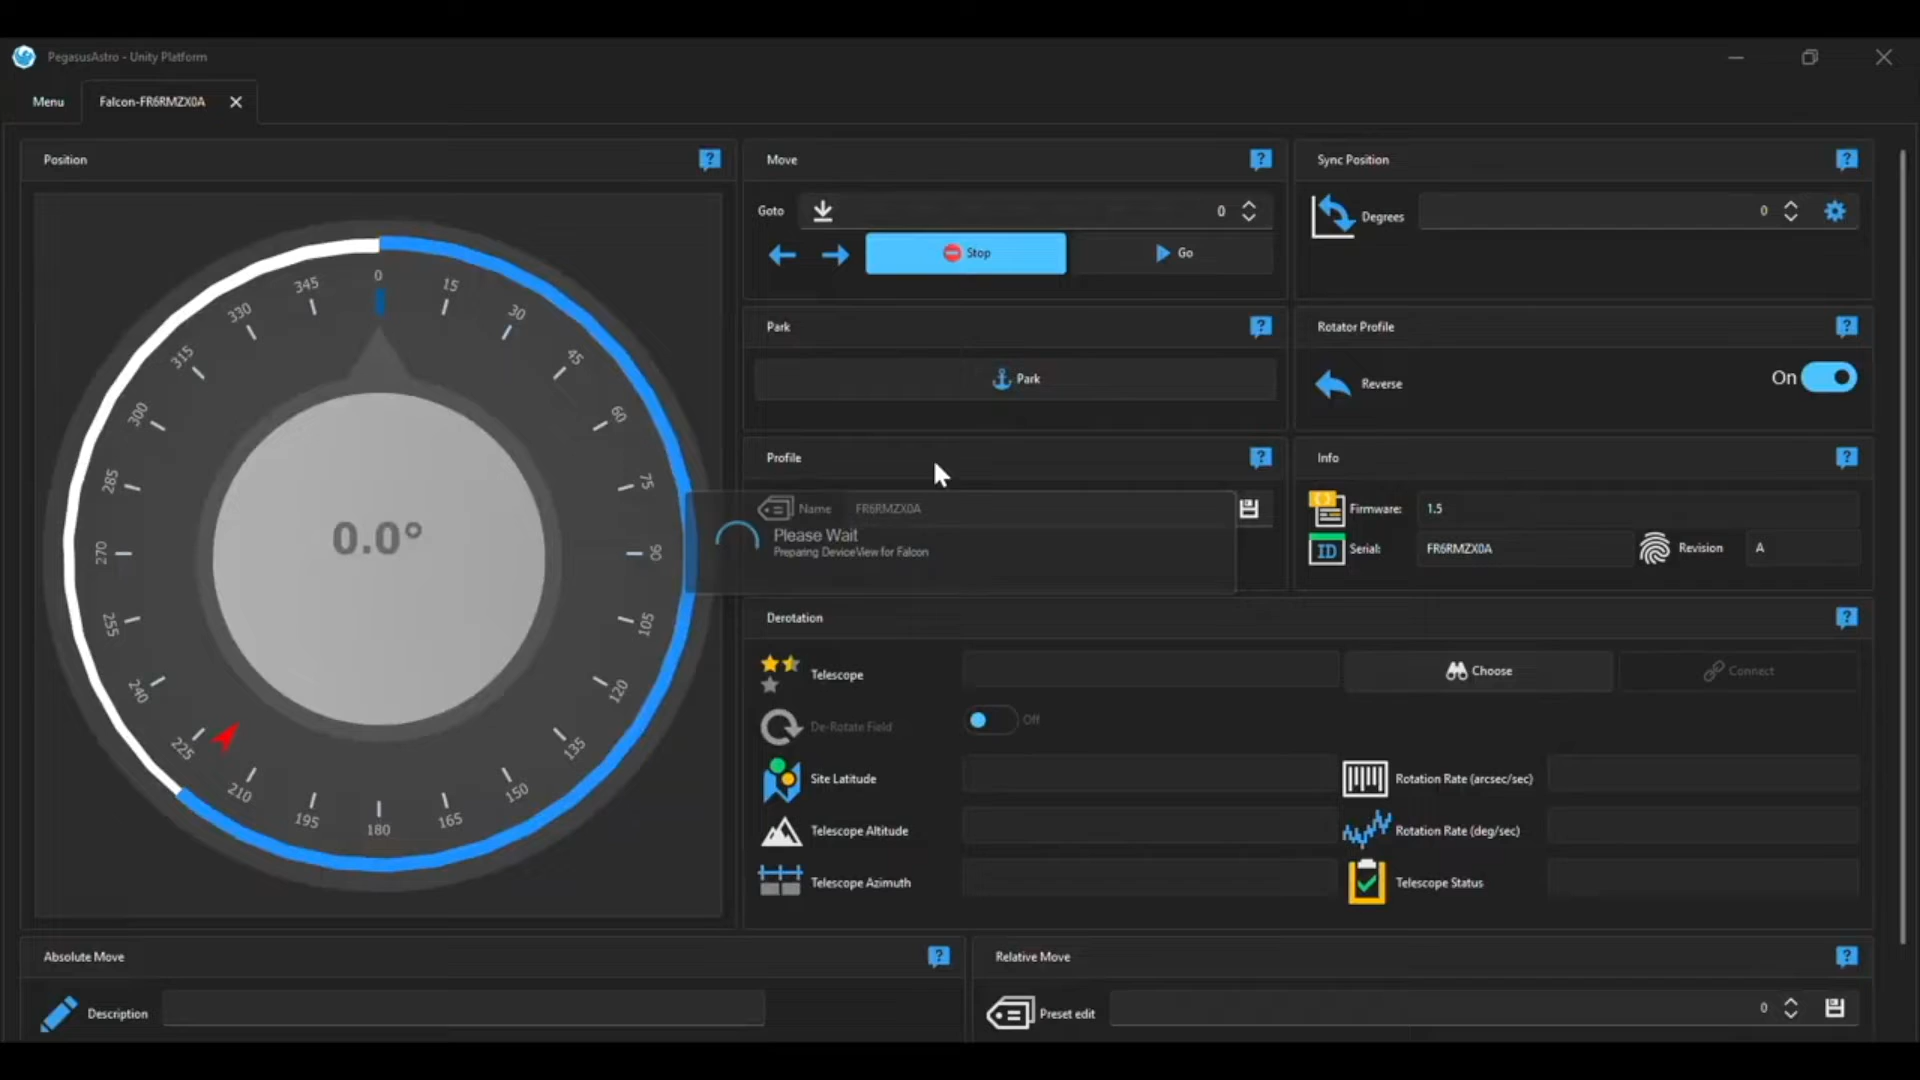 PegasusAstro - Unity Platform
Menu
Falcon-FR6RMZX0A
Position
0
15
30
45
60
75
90
105
120
135
150
165
180
195
210
225
240
255
270
285
300
315
330
345
0.0°
Move
Goto
0
Stop
Go
Park
Park
Profile
Name FR6RMZX0A
Please Wait
Preparing DeviceView for Falcon
Sync Position
Degrees 0
Rotator Profile
Reverse On
Info
Firmware: 1.5
ID Serial: FR6RMZX0A Revision A
Derotation
Telescope Choose Connect
De-Rotate Field Off
Site Latitude Rotation Rate (arcsec/sec)
Telescope Altitude Rotation Rate (deg/sec)
Telescope Azimuth Telescope Status
Absolute Move
Description
Relative Move
Preset edit 0